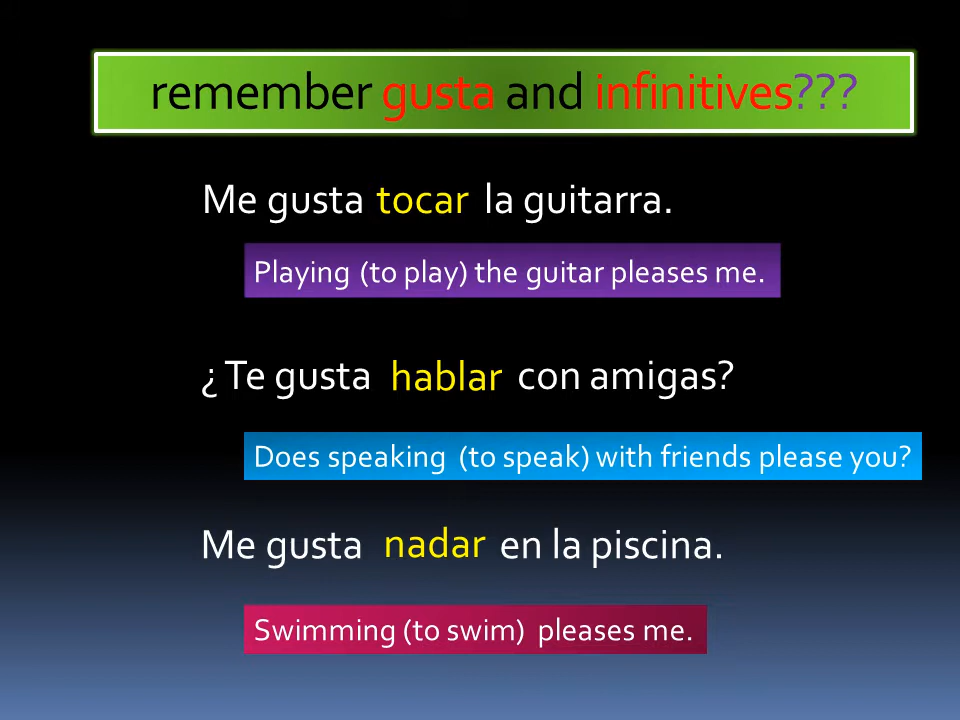 remember gusta and infinitives???
Me gusta tocar la guitarra.
Playing (to play) the guitar pleases me.
¿Te gusta hablar con amigas?
Does speaking (to speak) with friends please you?
Me gusta nadar en la piscina.
Swimming (to swim) pleases me.